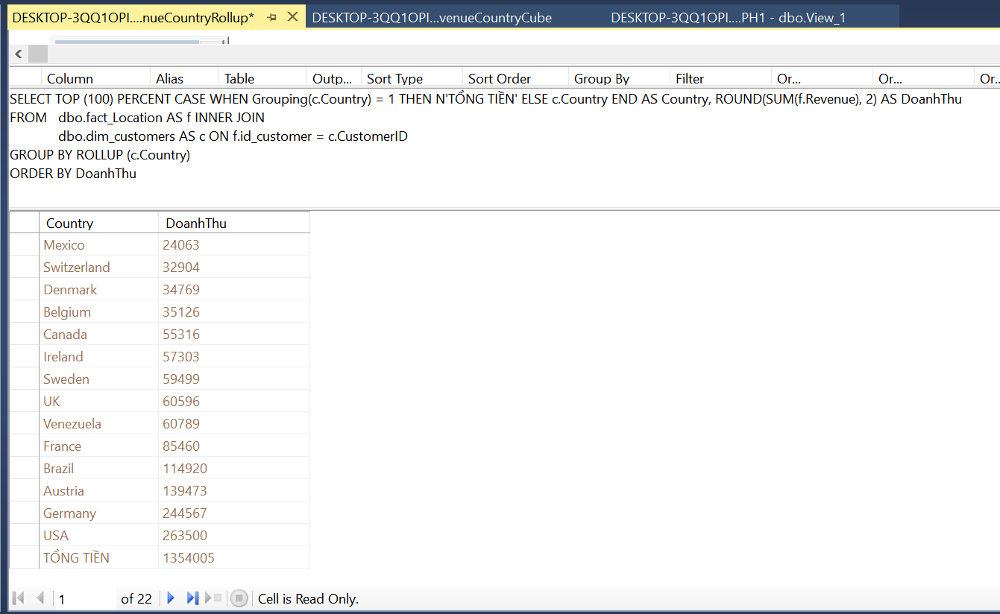 DESKTOP-3QQ1OPI....nueCountryRollup* DESKTOP-3QQ1OPI...venueCountryCube DESKTOP-3QQ1OPI....PH1 - dbo.View_1
Column Alias Table Outp... Sort Type Sort Order Group By Filter Or... Or... Or...
SELECT TOP (100) PERCENT CASE WHEN Grouping(c.Country) = 1 THEN N'TỔNG TIỀN' ELSE c.Country END AS Country, ROUND(SUM(f.Revenue), 2) AS DoanhThu
FROM dbo.fact_Location AS f INNER JOIN
dbo.dim_customers AS c ON f.id_customer = c.CustomerID
GROUP BY ROLLUP (c.Country)
ORDER BY DoanhThu
Country DoanhThu
Mexico 24063
Switzerland 32904
Denmark 34769
Belgium 35126
Canada 55316
Ireland 57303
Sweden 59499
UK 60596
Venezuela 60789
France 85460
Brazil 114920
Austria 139473
Germany 244567
USA 263500
TỔNG TIỀN 1354005
1 of 22 Cell is Read Only.